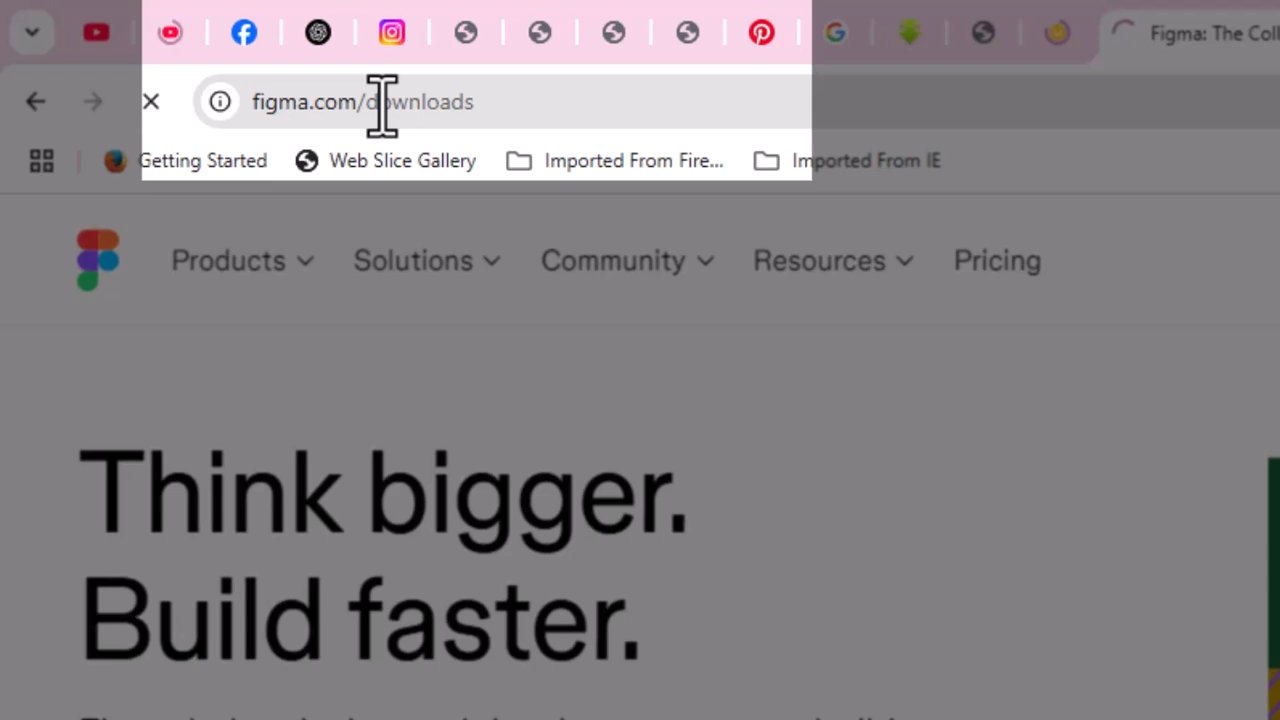 Figma: The Coll
figma.com/downloads
Getting Started
Web Slice Gallery
Imported From Fire...
Imported From IE
Products
Solutions
Community
Resources
Pricing
Think bigger.
Build faster.